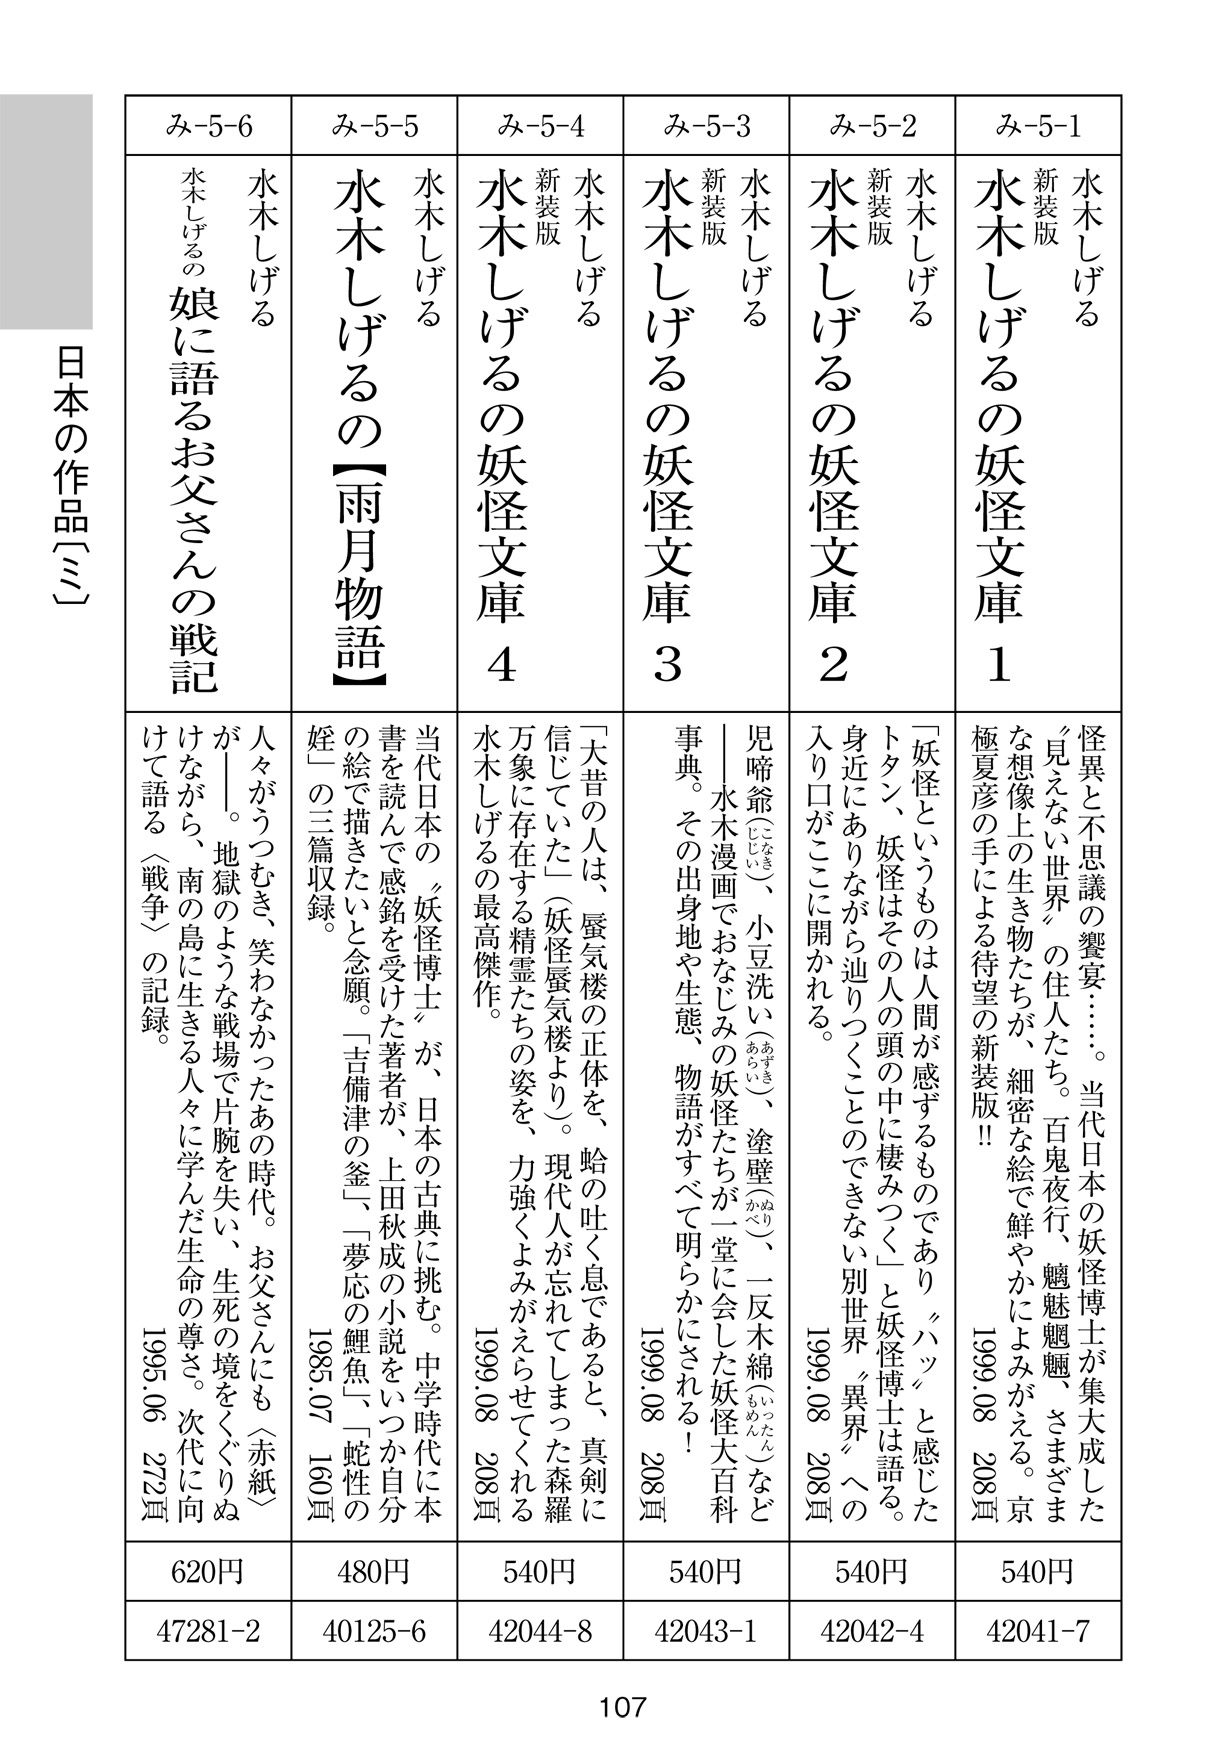 み-5-1
水木しげる
新装版
水木しげるの妖怪文庫 1
怪異と不思議の饗宴……。当代日本の妖怪博士が集大成した
〝見えない世界〟の住人たち。百鬼夜行、魑魅魍魎、さまざま
な想像上の生き物たちが、細密な絵で鮮やかによみがえる。京
極夏彦の手による待望の新装版!!
1999.08 208頁
540円
42041-7
み-5-2
水木しげる
新装版
水木しげるの妖怪文庫 2
「妖怪というものは人間が感ずるものであり〝ハッ〟と感じた
トタン、妖怪はその人の頭の中に棲みつく」と妖怪博士は語る。
身近にありながら辿りつくことのできない別世界〝異界〟への
入り口がここに開かれる。
1999.08 208頁
540円
42042-4
み-5-3
水木しげる
新装版
水木しげるの妖怪文庫 3
児啼爺(こなきじじい)、小豆洗い(あずきあらい)、塗壁(ぬりかべ)、一反木綿(いったんもめん)など
――水木漫画でおなじみの妖怪たちが一堂に会した妖怪大百科
事典。その出身地や生態、物語がすべて明らかにされる！
1999.08 208頁
540円
42043-1
み-5-4
水木しげる
新装版
水木しげるの妖怪文庫 4
「大昔の人は、蜃気楼の正体を、蛤の吐く息であると、真剣に
信じていた」(妖怪蜃気楼より)。現代人が忘れてしまった森羅
万象に存在する精霊たちの姿を、力強くよみがえらせてくれる
水木しげるの最高傑作。
1999.08 208頁
540円
42044-8
み-5-5
水木しげる
水木しげるの【雨月物語】
当代日本の〝妖怪博士〟が、日本の古典に挑む。中学時代に本
書を読んで感銘を受けた著者が、上田秋成の小説をいつか自分
の絵で描きたいと念願。「吉備津の釜」、「夢応の鯉魚」、「蛇性の
婬」の三篇収録。
1985.07 160頁
480円
40125-6
み-5-6
水木しげる
水木しげるの 娘に語るお父さんの戦記
人々がうつむき、笑わなかったあの時代。お父さんにも〈赤紙〉
が――。地獄のような戦場で片腕を失い、生死の境をくぐりぬ
けながら、南の島に生きる人々に学んだ生命の尊さ。次代に向
けて語る〈戦争〉の記録。
1995.06 272頁
620円
47281-2
日本の作品〔ミ〕
107